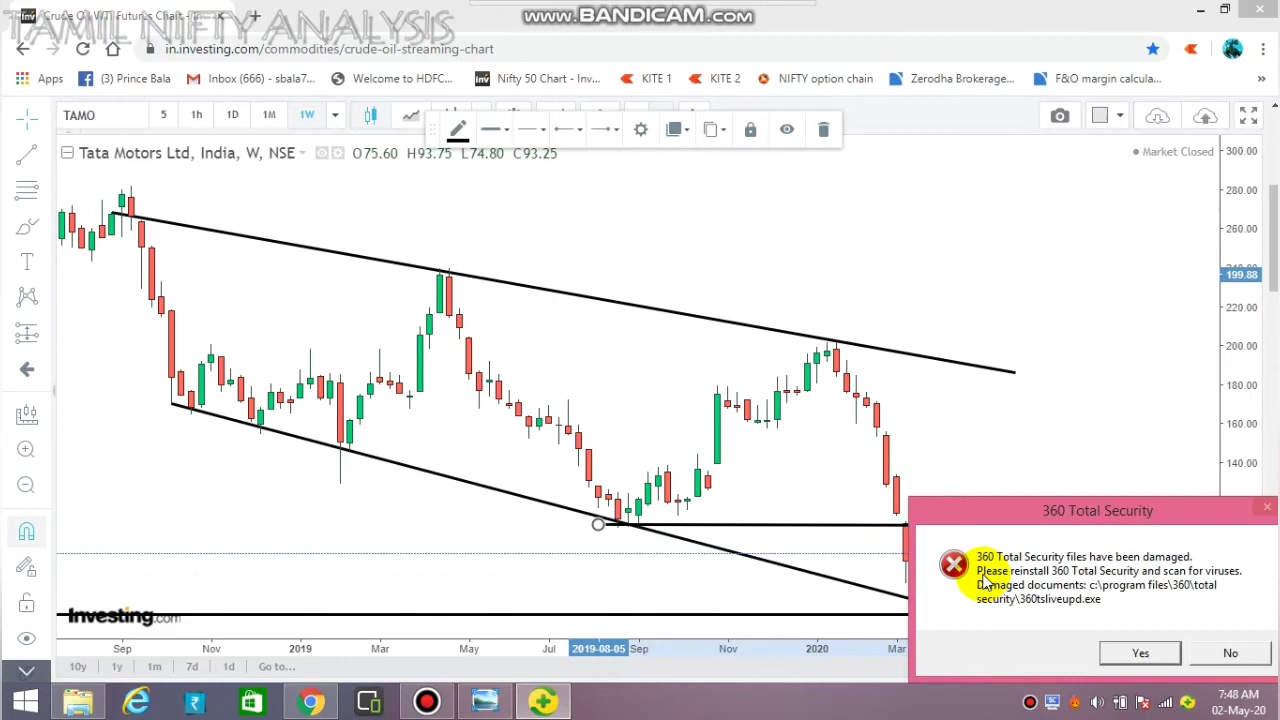 TAMIL NIFTY ANALYSIS
Crude Oil WTI Futures Chart - In
www.BANDICAM.com
in.investing.com/commodities/crude-oil-streaming-chart
Apps
(3) Prince Bala
Inbox (666) - sbala7...
Welcome to HDFC...
Nifty 50 Chart - Inv...
KITE 1
KITE 2
NIFTY option chain
Zerodha Brokerage...
F&O margin calcula...
TAMO
5
1h
1D
1M
1W
Tata Motors Ltd, India, W, NSE
O75.60 H93.75 L74.80 C93.25
Market Closed
300.00
280.00
260.00
199.88
220.00
200.00
180.00
160.00
140.00
360 Total Security
360 Total Security files have been damaged.
Please reinstall 360 Total Security and scan for viruses.
Damaged documents: c:\program files\360\total
security\360tsliveupd.exe
Yes
No
Investing.com
Sep
Nov
2019
Mar
May
Jul
2019-08-05
Sep
Nov
2020
Mar
10y
1y
1m
7d
1d
Go to...
7:48 AM
02-May-20